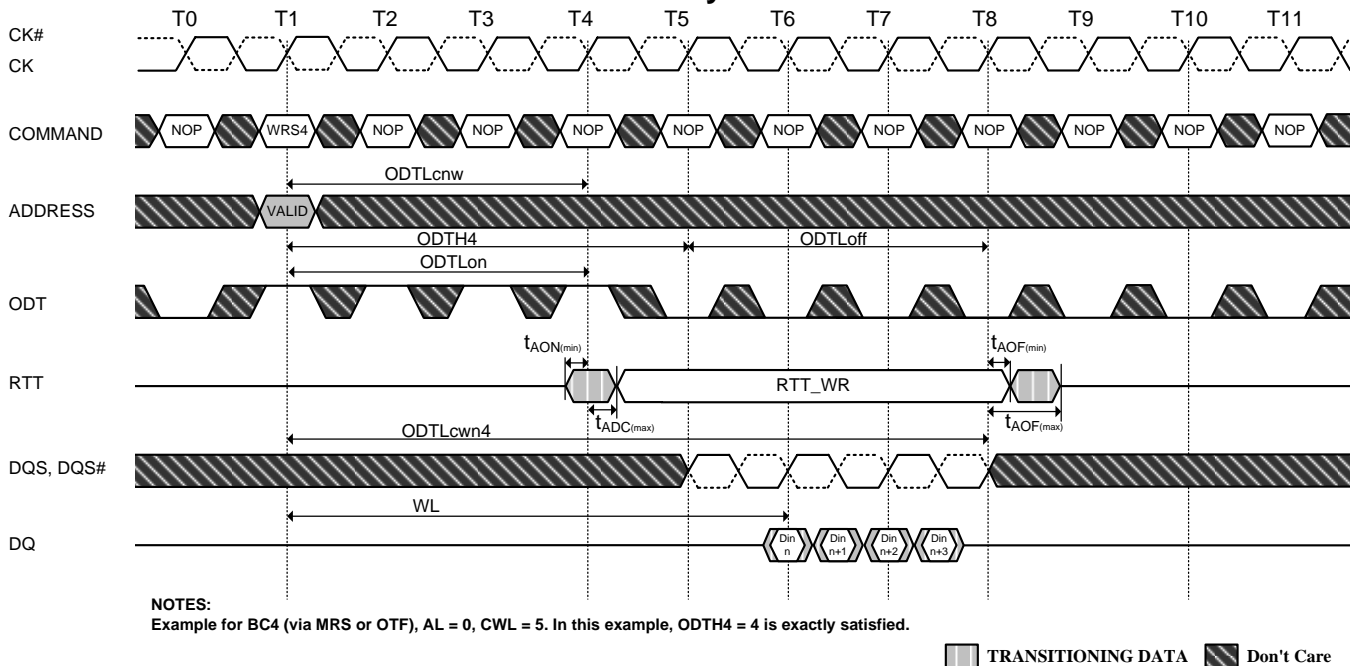 T0 T1 T2 T3 T4 T5 T6 T7 T8 T9 T10 T11
CK#
CK
COMMAND NOP WRS4 NOP NOP NOP NOP NOP NOP NOP NOP NOP NOP
ODTLcnw
ADDRESS VALID
ODTH4 ODTLoff
ODTLon
ODT
tAON(min) tAOF(min)
RTT RTT_WR
tADC(max) tAOF(max)
ODTLcwn4
DQS, DQS#
WL
DQ Din n Din n+1 Din n+2 Din n+3
NOTES:
Example for BC4 (via MRS or OTF), AL = 0, CWL = 5. In this example, ODTH4 = 4 is exactly satisfied.
TRANSITIONING DATA Don't Care